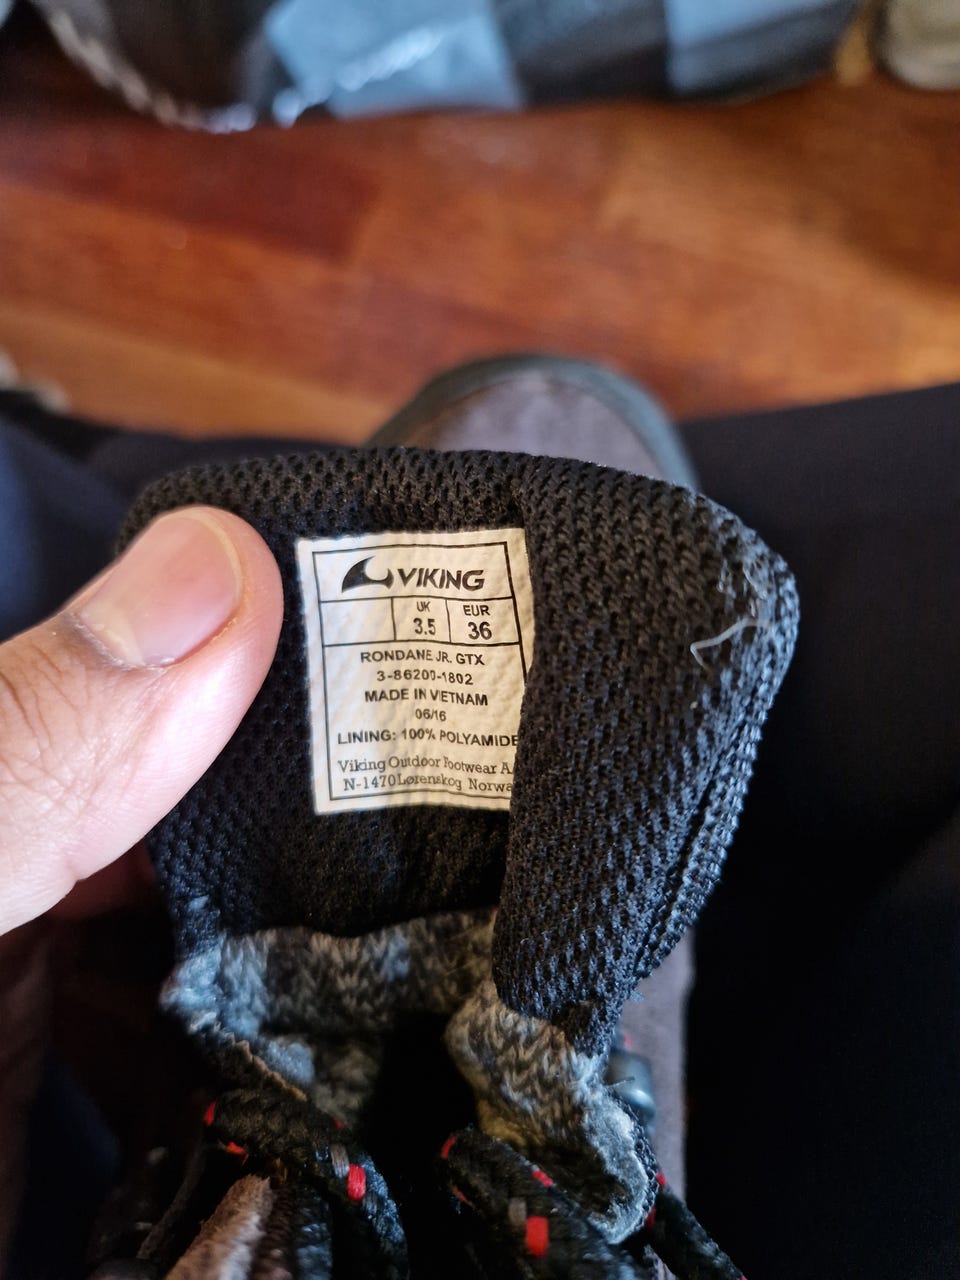 VIKING
UK EUR
3.5 36
RONDANE JR. GTX
3-86200-1802
MADE IN VIETNAM
06/16
LINING: 100% POLYAMIDE
Viking Outdoor Footwear A
N-1470 Lørenskog Norwa